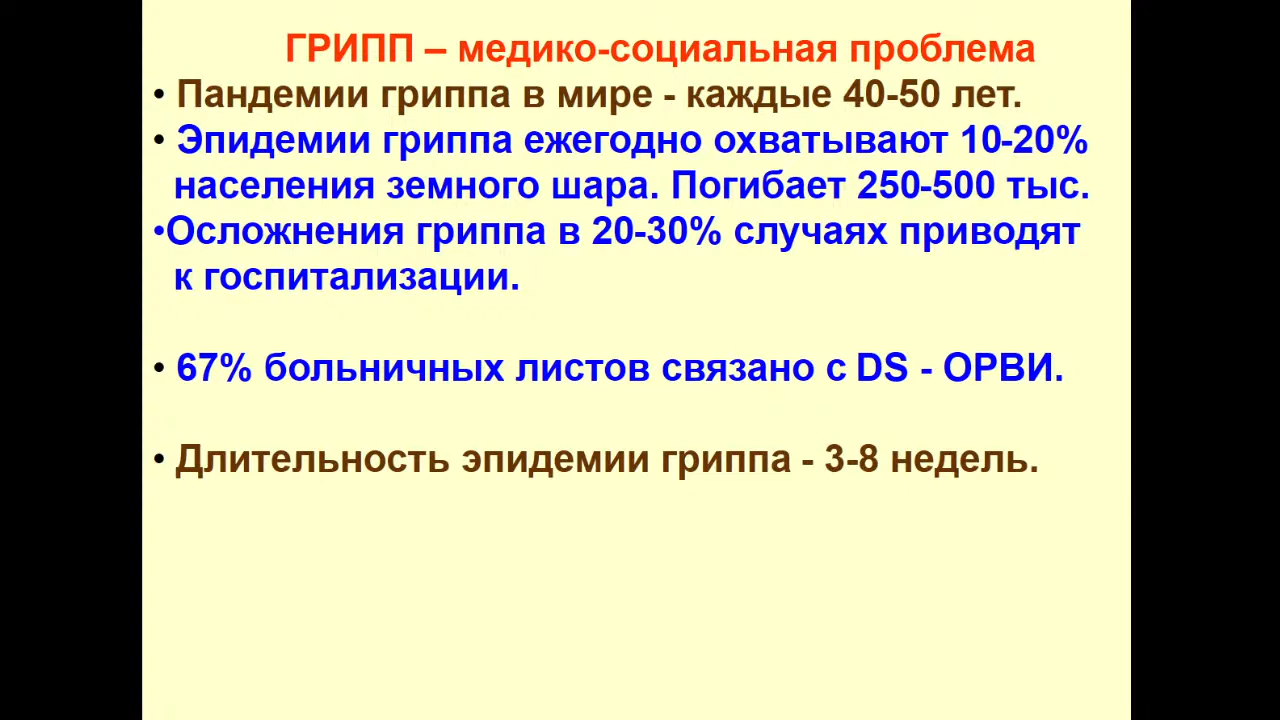 ГРИПП – медико-социальная проблема
• Пандемии гриппа в мире - каждые 40-50 лет.
• Эпидемии гриппа ежегодно охватывают 10-20%
населения земного шара. Погибает 250-500 тыс.
•Осложнения гриппа в 20-30% случаях приводят
к госпитализации.
• 67% больничных листов связано с DS - ОРВИ.
• Длительность эпидемии гриппа - 3-8 недель.